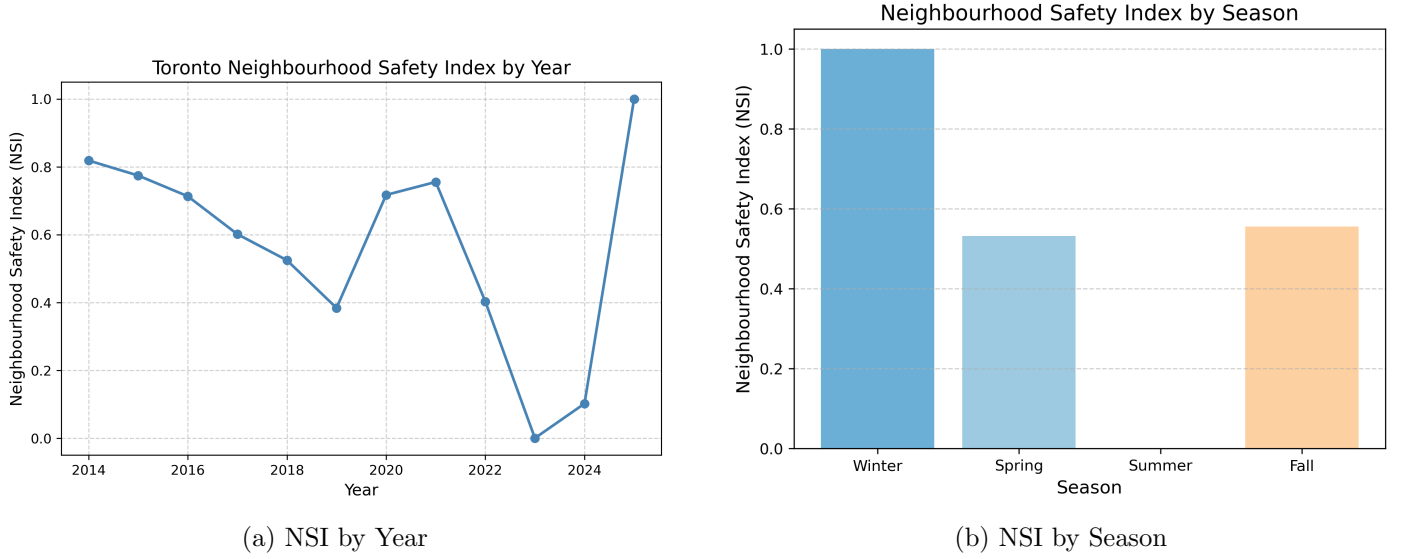 Toronto Neighbourhood Safety Index by Year
Neighbourhood Safety Index (NSI)
1.0
0.8
0.6
0.4
0.2
0.0
2014 2016 2018 2020 2022 2024
Year
(a) NSI by Year
Neighbourhood Safety Index by Season
Neighbourhood Safety Index (NSI)
1.0
0.8
0.6
0.4
0.2
0.0
Winter Spring Summer Fall
Season
(b) NSI by Season